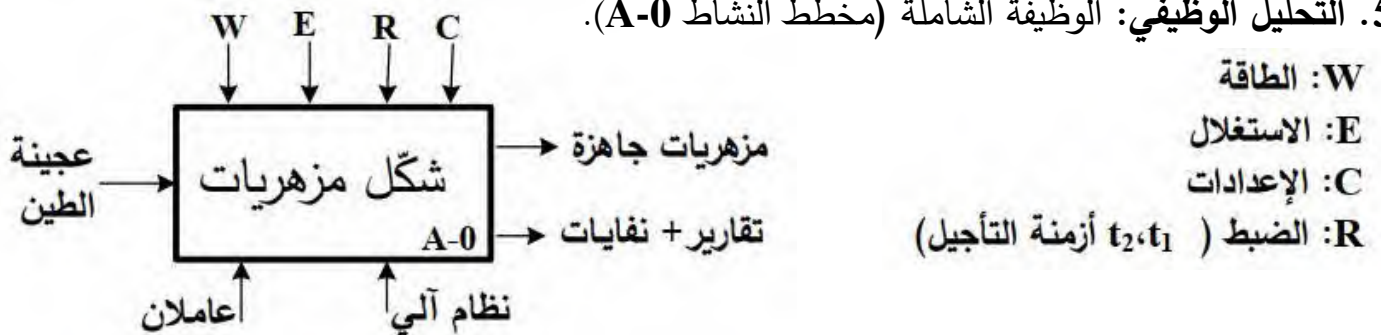 5. التحليل الوظيفي: الوظيفة الشاملة (مخطط النشاط A-0).
W E R C
W: الطاقة
E: الاستغلال
C: الإعدادات
R: الضبط ( t₁،t₂ أزمنة التأجيل)
عجينة
الطين
شكّل مزهريات
A-0
مزهريات جاهزة
تقارير + نفايات
عاملان
نظام آلي